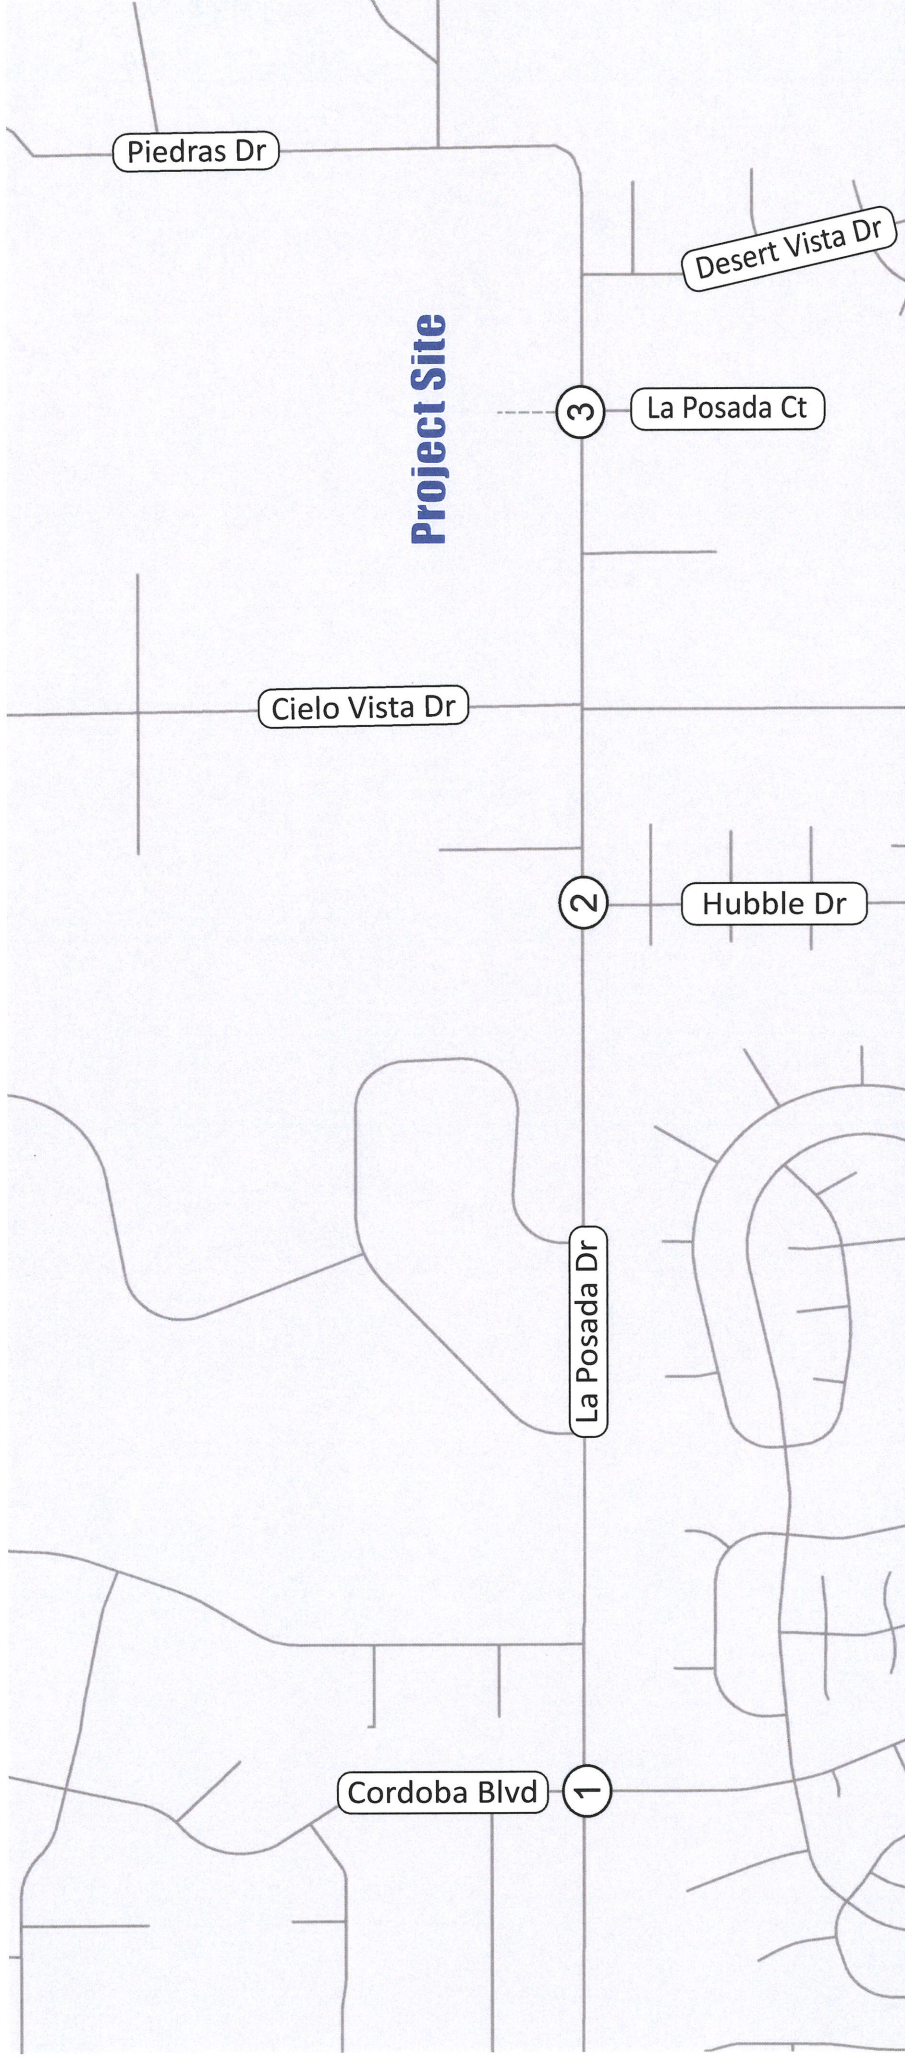 Piedras Dr
Desert Vista Dr
Project Site
3
La Posada Ct
Cielo Vista Dr
2
Hubble Dr
La Posada Dr
Cordoba Blvd
1